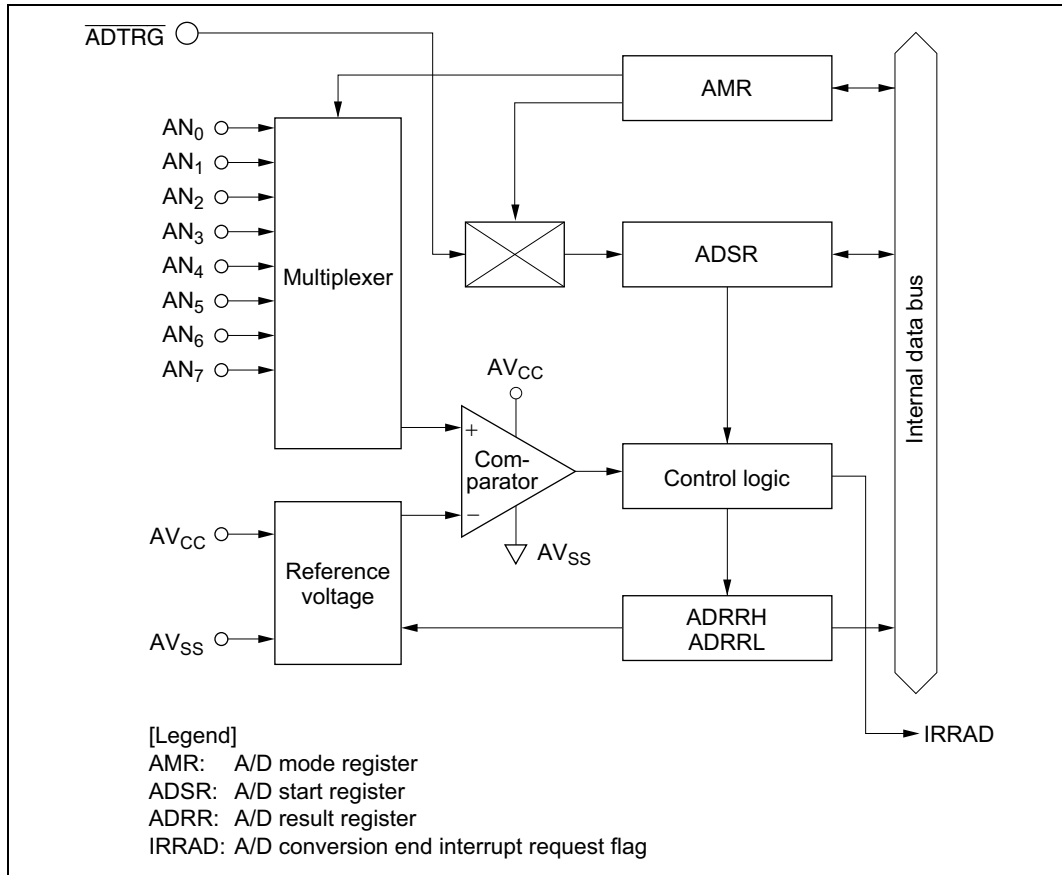 ADTRG
AMR
AN0
AN1
AN2
AN3
AN4
AN5
AN6
AN7
Multiplexer
ADSR
Internal data bus
AVCC
+
Com-
parator
−
AVSS
Control logic
AVCC
AVSS
Reference
voltage
ADRRH
ADRRL
IRRAD
[Legend]
AMR: A/D mode register
ADSR: A/D start register
ADRR: A/D result register
IRRAD: A/D conversion end interrupt request flag